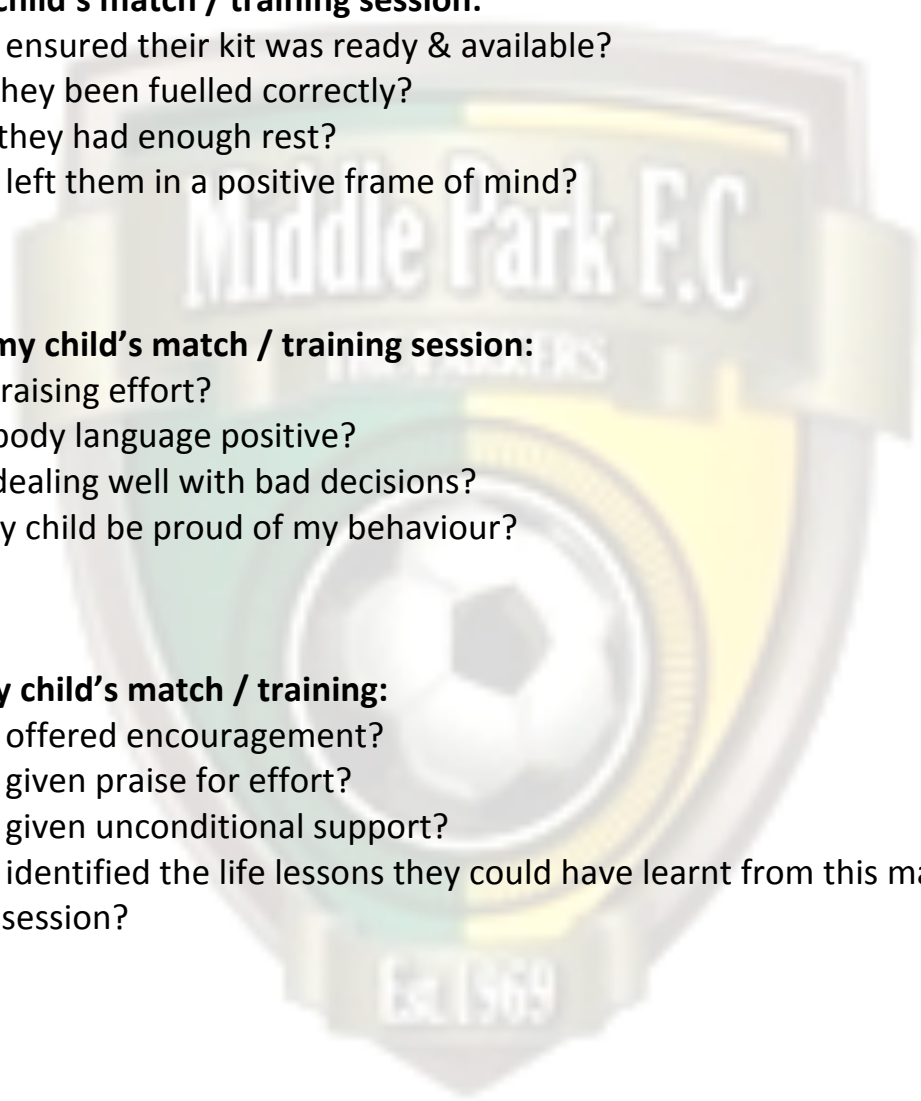 child's match / training session:
ensured their kit was ready & available?
hey been fuelled correctly?
they had enough rest?
left them in a positive frame of mind?
Middle Park F.C
my child’s match / training session:
raising effort?
body language positive?
dealing well with bad decisions?
y child be proud of my behaviour?
y child’s match / training:
offered encouragement?
given praise for effort?
given unconditional support?
identified the life lessons they could have learnt from this ma
session?
Est. 1969